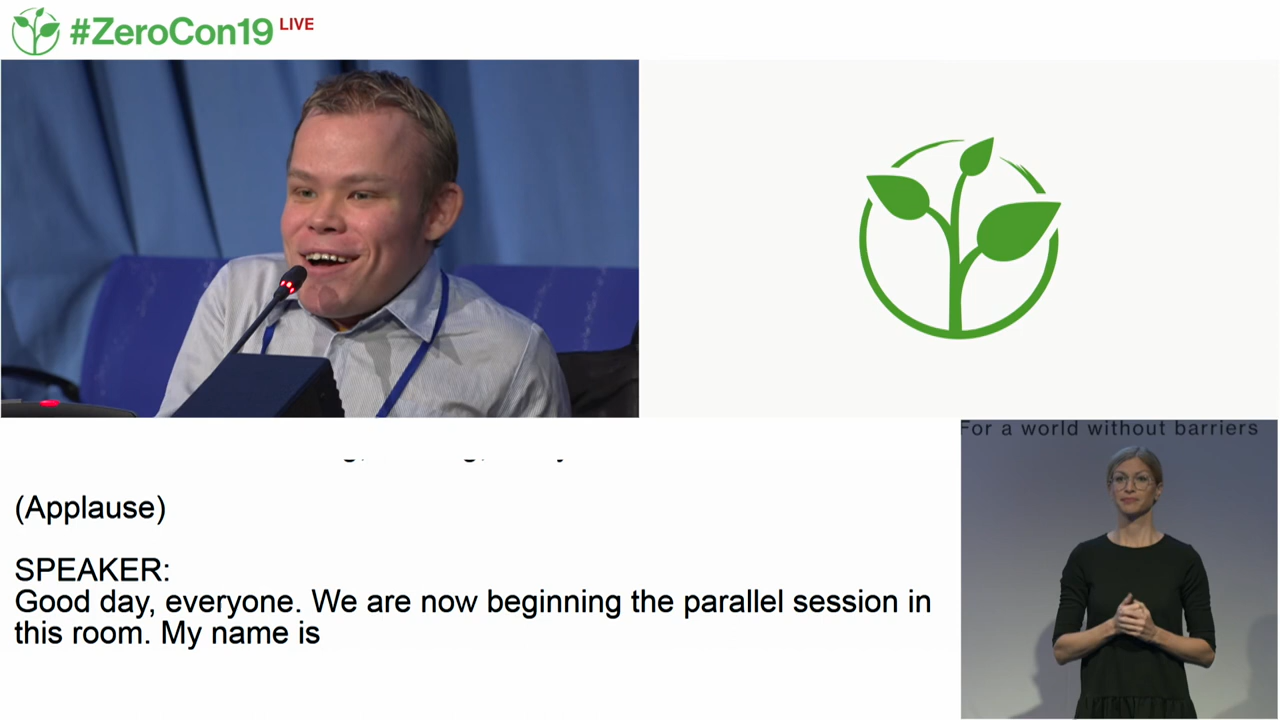 #ZeroCon19 LIVE
For a world without barriers
(Applause)
SPEAKER:
Good day, everyone. We are now beginning the parallel session in
this room. My name is